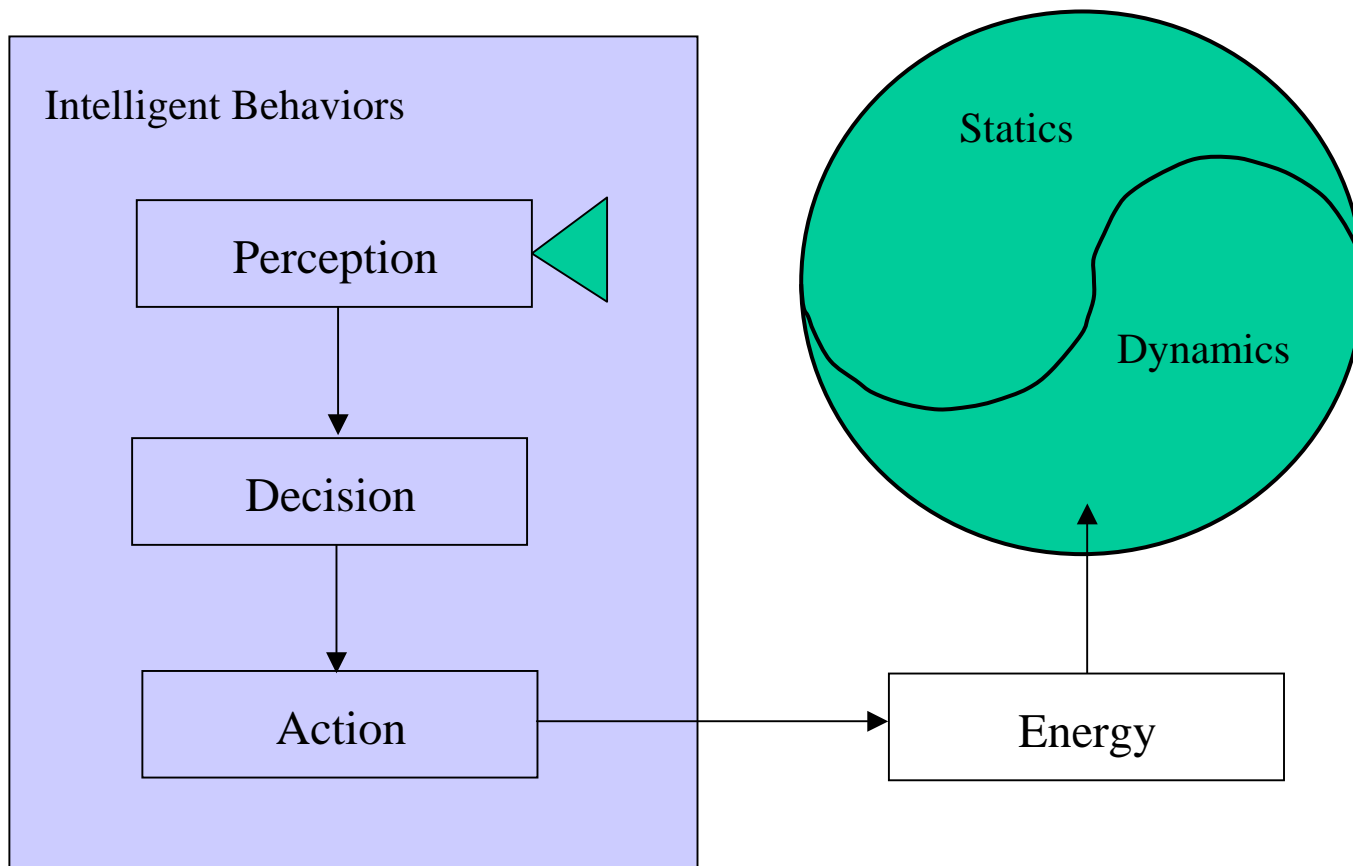 Intelligent Behaviors
Perception
Decision
Action
Statics
Dynamics
Energy